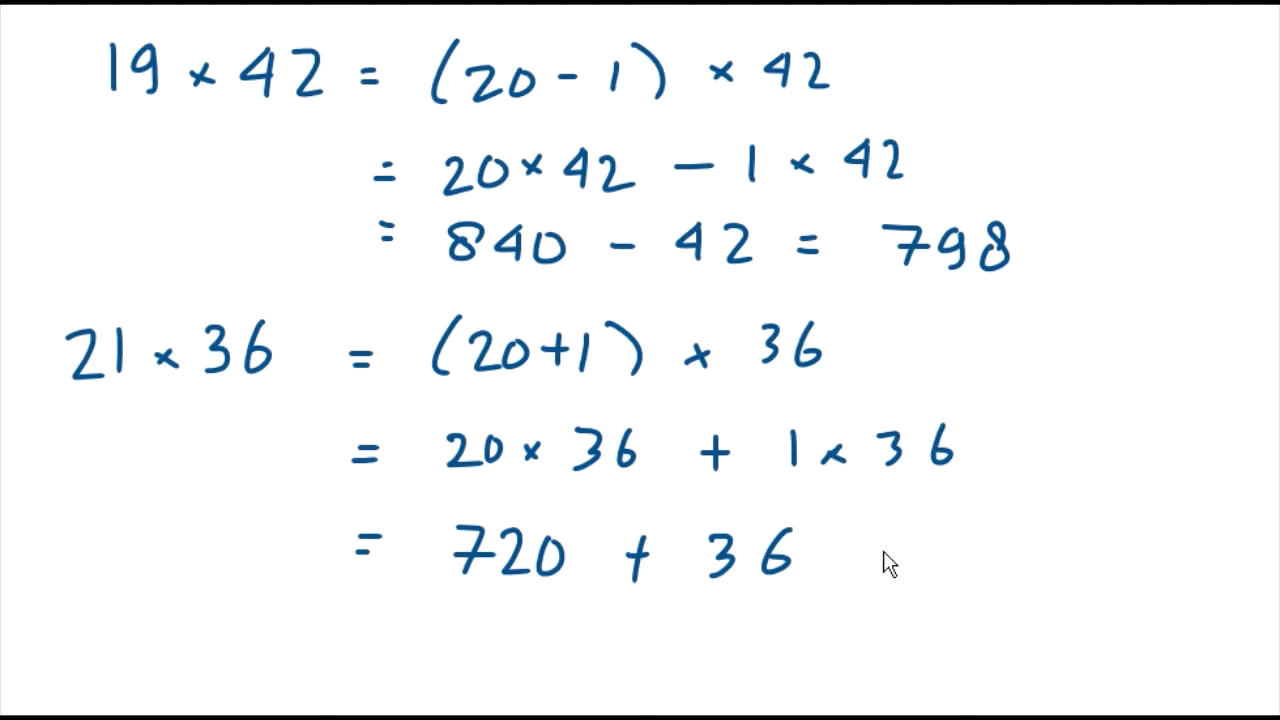 19 × 42 = (20 - 1) × 42
= 20 × 42 - 1 × 42
= 840 - 42 = 798
21 × 36 = (20+1) × 36
= 20 × 36 + 1 × 36
= 720 + 36